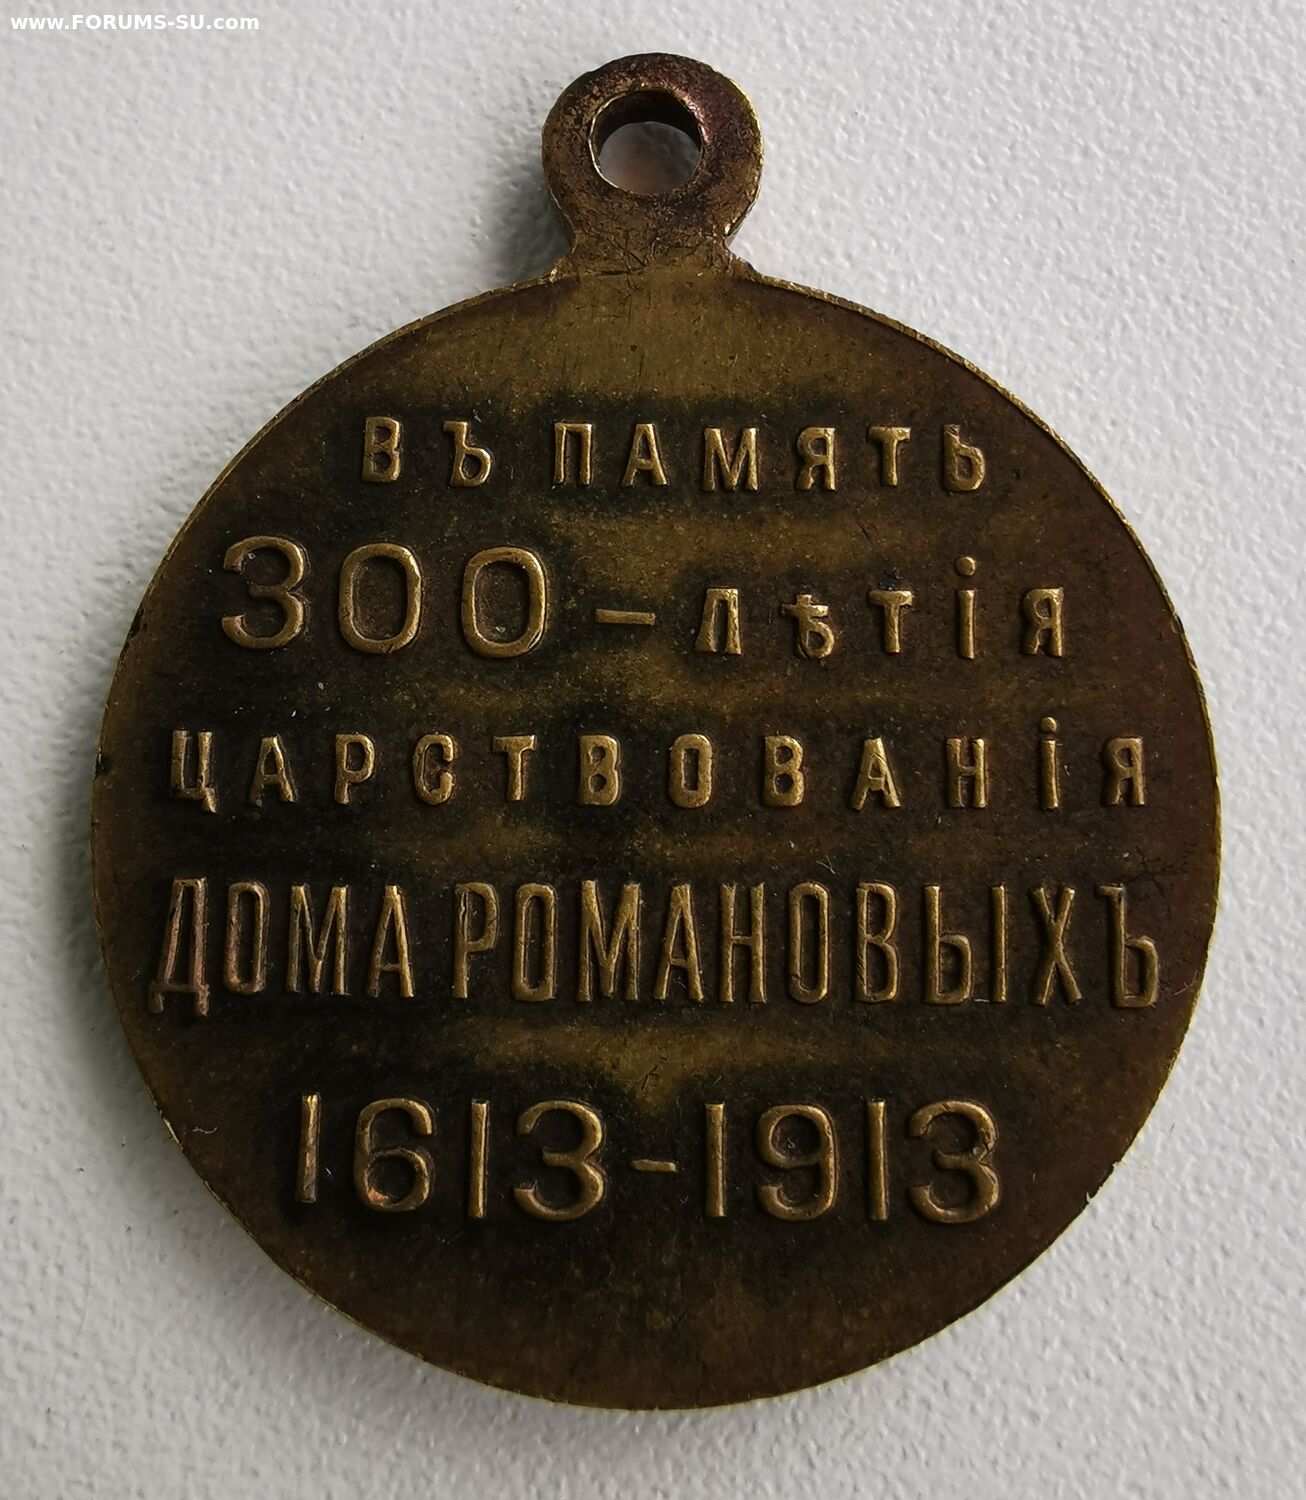 www.FORUMS-SU.com
ВЪ ПАМЯТЬ
300-ЛѢТІЯ
ЦАРСТВОВАНІЯ
ДОМА РОМАНОВЫХЪ
1613-1913